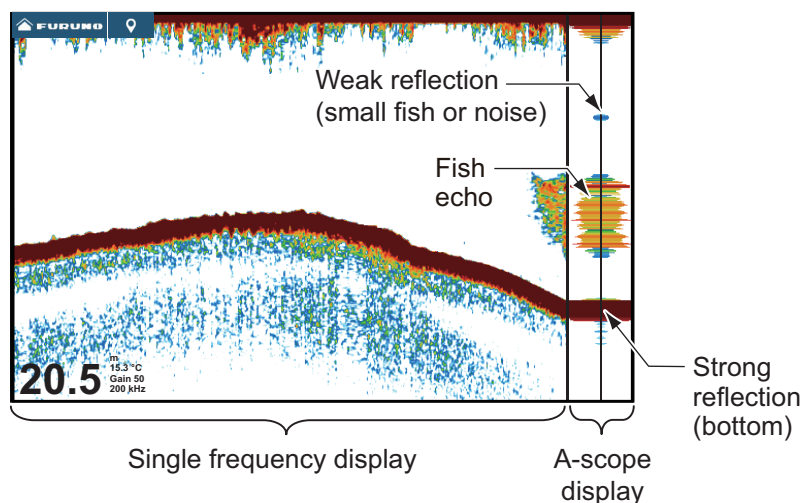 FURUNO
Weak reflection
(small fish or noise)
Fish
echo
20.5
m
15.3 °C
Gain 50
200 kHz
Strong
reflection
(bottom)
Single frequency display
A-scope
display